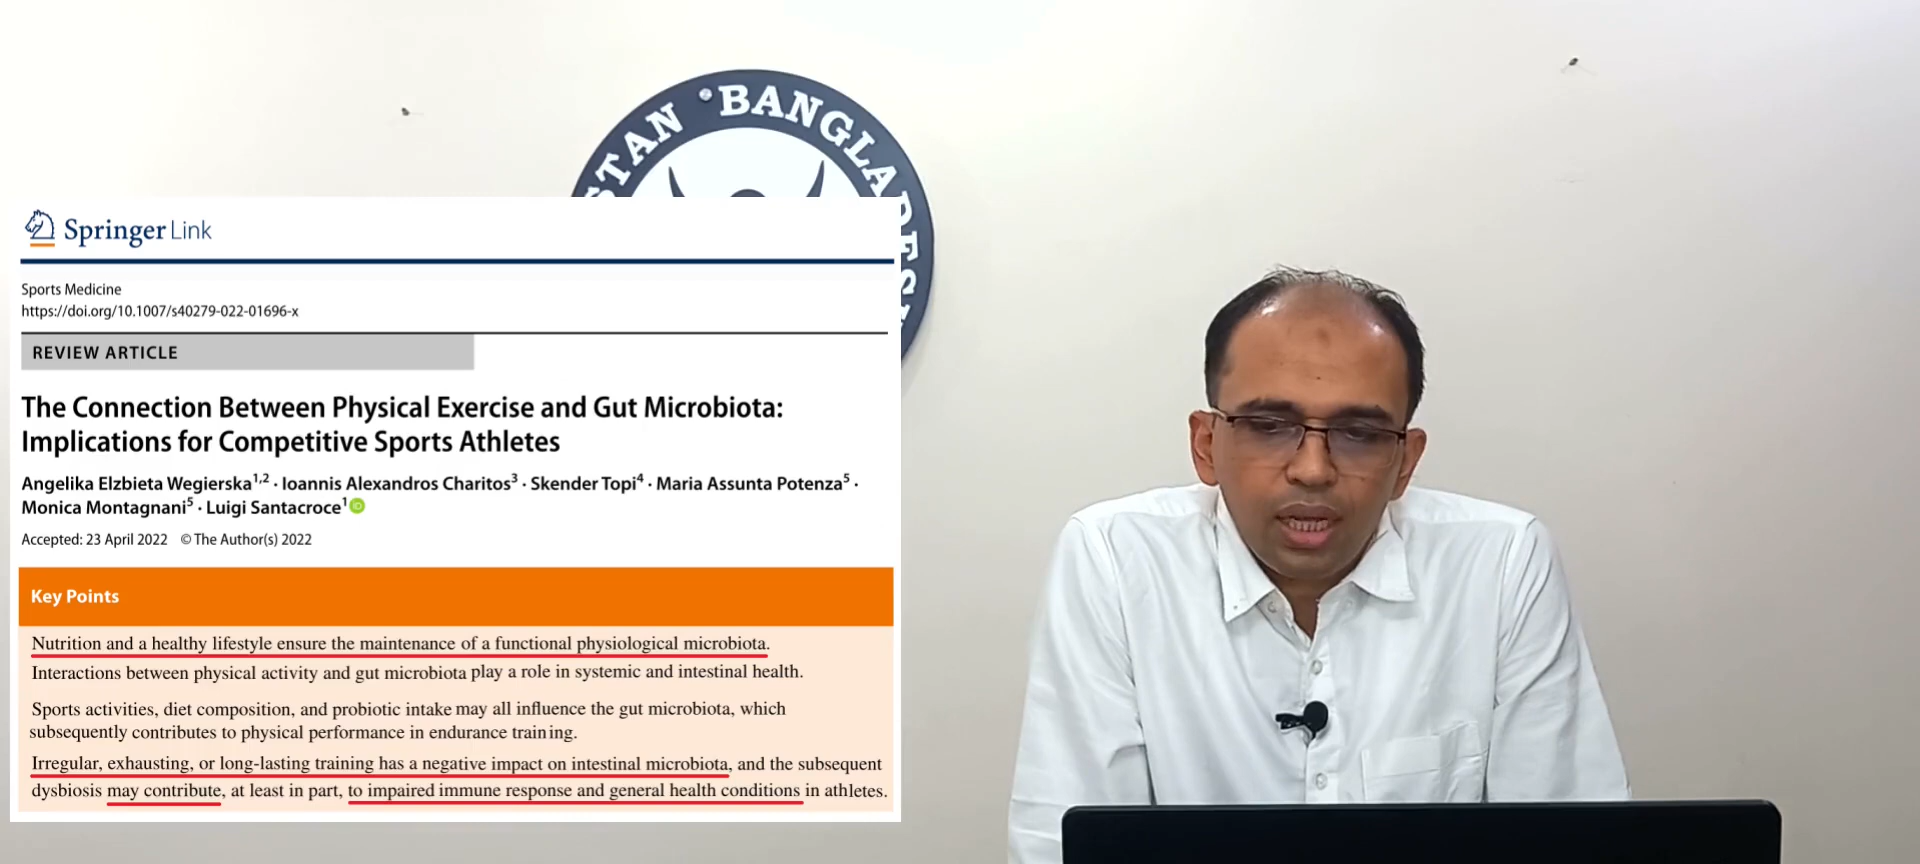 STAN • BANGLADESH
Springer Link
Sports Medicine
https://doi.org/10.1007/s40279-022-01696-x
REVIEW ARTICLE
The Connection Between Physical Exercise and Gut Microbiota:
Implications for Competitive Sports Athletes
Angelika Elzbieta Wegierska1,2 · Ioannis Alexandros Charitos3 · Skender Topi4 · Maria Assunta Potenza5 ·
Monica Montagnani5 · Luigi Santacroce1
Accepted: 23 April 2022 © The Author(s) 2022
Key Points
Nutrition and a healthy lifestyle ensure the maintenance of a functional physiological microbiota.
Interactions between physical activity and gut microbiota play a role in systemic and intestinal health.
Sports activities, diet composition, and probiotic intake may all influence the gut microbiota, which
subsequently contributes to physical performance in endurance training.
Irregular, exhausting, or long-lasting training has a negative impact on intestinal microbiota, and the subsequent
dysbiosis may contribute, at least in part, to impaired immune response and general health conditions in athletes.